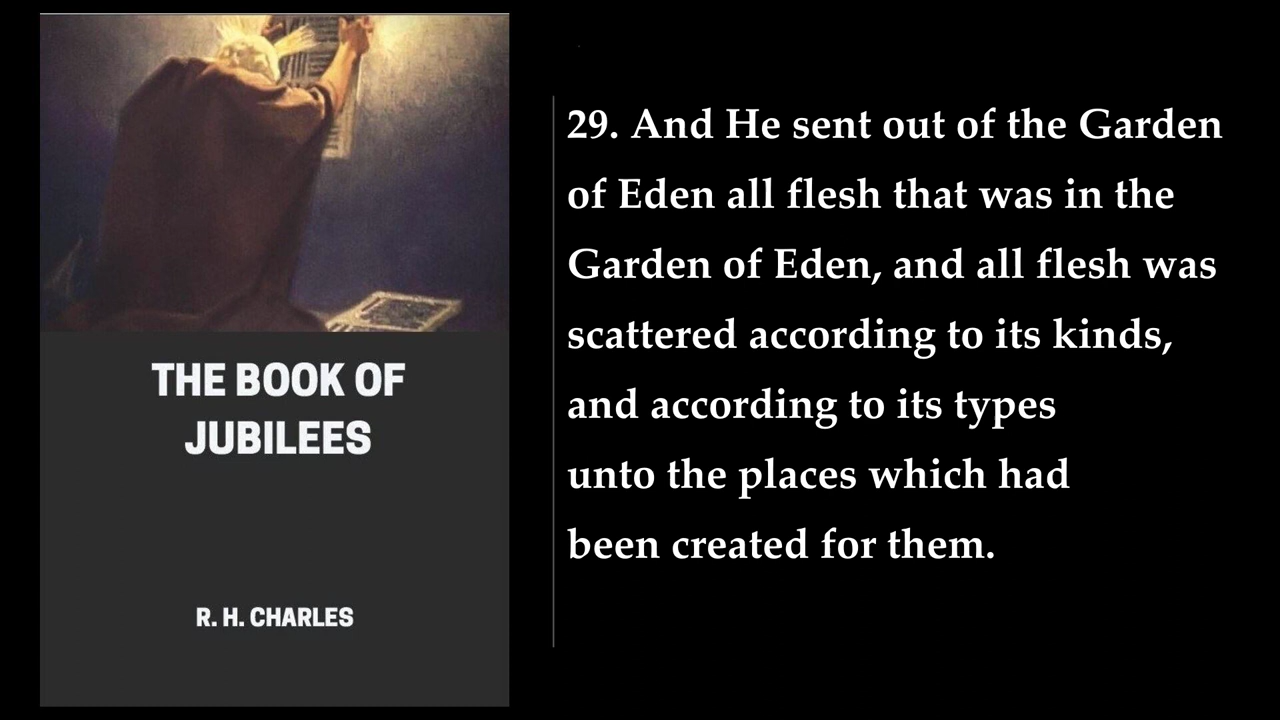 THE BOOK OF
JUBILEES
R. H. CHARLES
29. And He sent out of the Garden
of Eden all flesh that was in the
Garden of Eden, and all flesh was
scattered according to its kinds,
and according to its types
unto the places which had
been created for them.